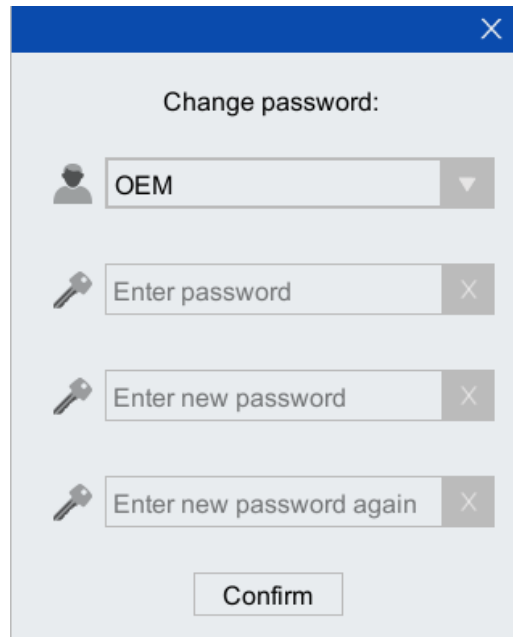 X
Change password:
OEM
Enter password X
Enter new password X
Enter new password again X
Confirm